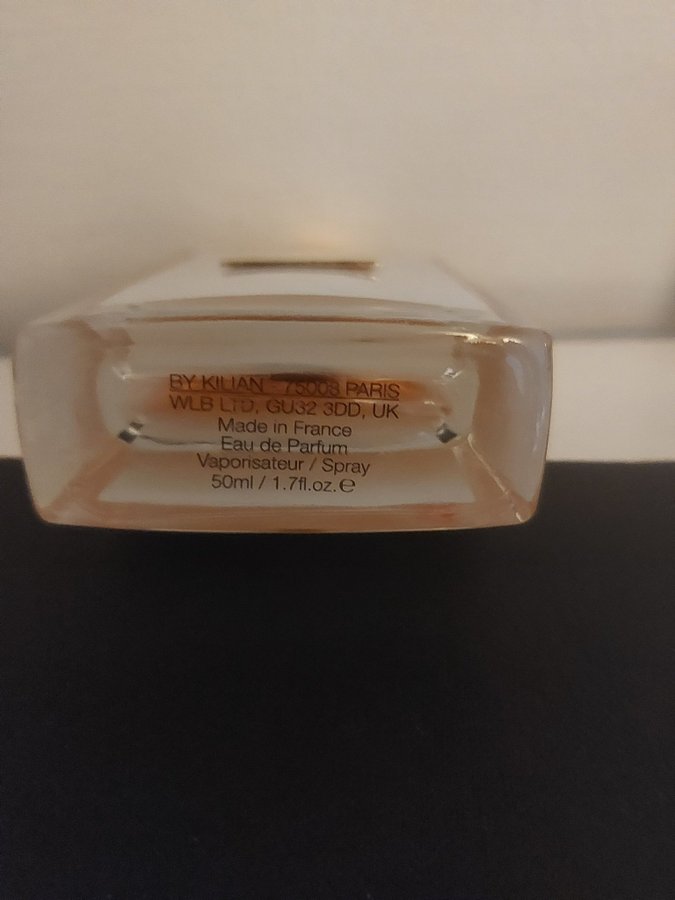 BY KILIAN 75008 PARIS
WLB LTD, GU32 3DD, UK
Made in France
Eau de Parfum
Vaporisateur / Spray
50ml / 1.7fl.oz.℮